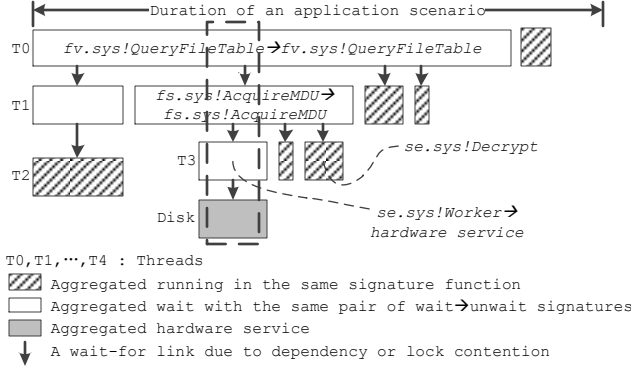 Duration of an application scenario
T0
fv.sys!QueryFileTable→fv.sys!QueryFileTable
T1
fs.sys!AcquireMDU→
fs.sys!AcquireMDU
T3
se.sys!Decrypt
T2
Disk
se.sys!Worker→
hardware service
T0,T1,…,T4 : Threads
Aggregated running in the same signature function
Aggregated wait with the same pair of wait→unwait signatures
Aggregated hardware service
A wait-for link due to dependency or lock contention